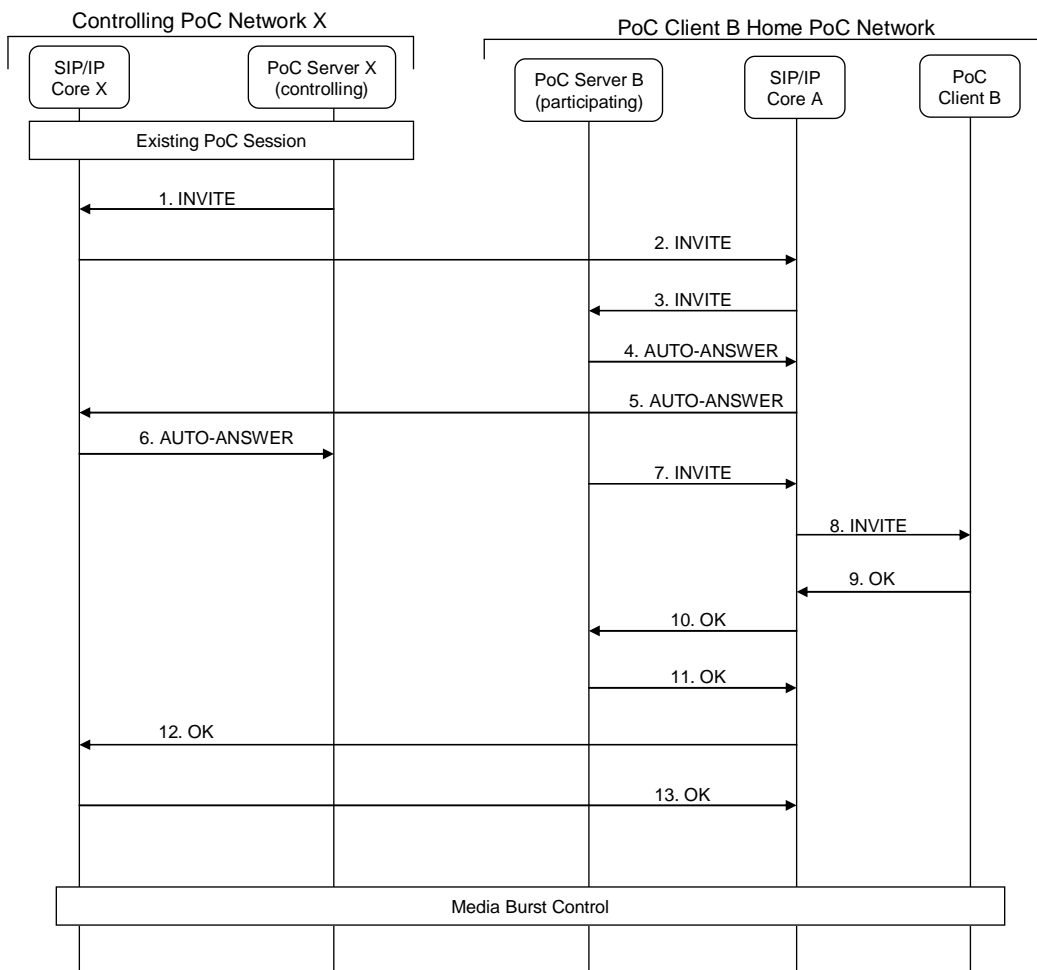 Controlling PoC Network X
PoC Client B Home PoC Network
SIP/IP
Core X
PoC Server X
(controlling)
PoC Server B
(participating)
SIP/IP
Core A
PoC
Client B
Existing PoC Session
1. INVITE
2. INVITE
3. INVITE
4. AUTO-ANSWER
5. AUTO-ANSWER
6. AUTO-ANSWER
7. INVITE
8. INVITE
9. OK
10. OK
11. OK
12. OK
13. OK
Media Burst Control